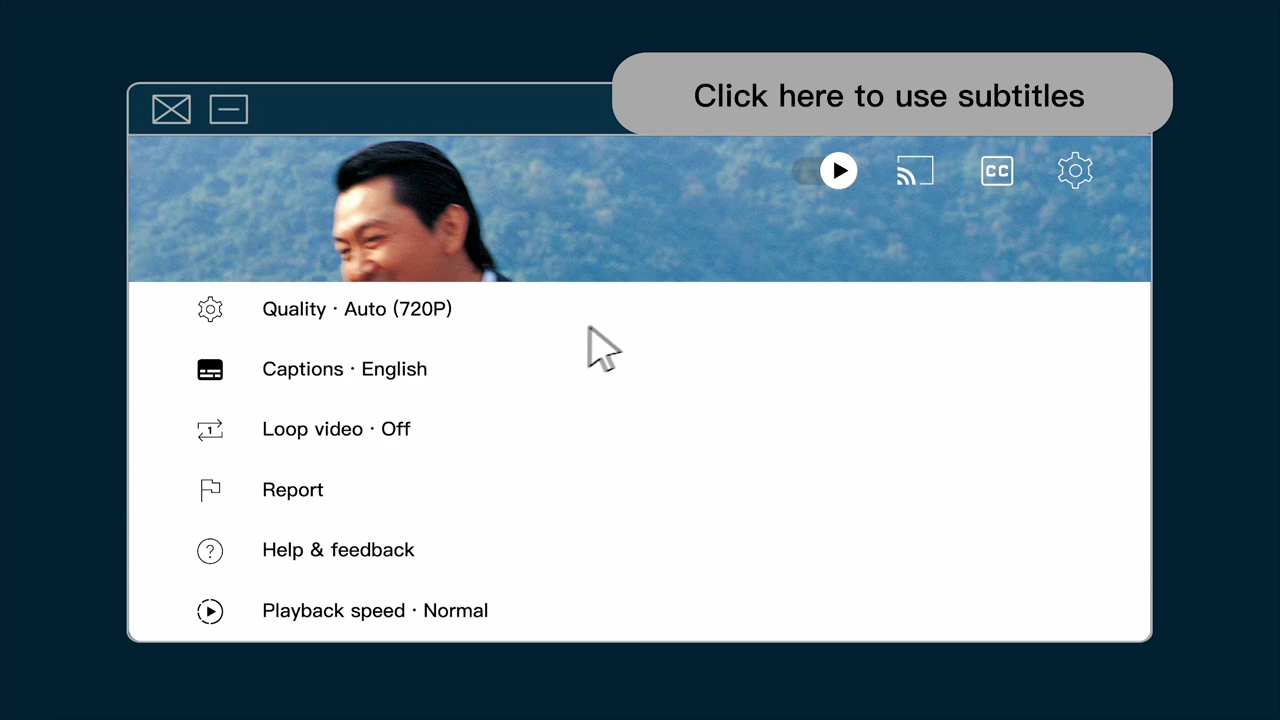 Click here to use subtitles
CC
Quality · Auto (720P)
Captions · English
1
Loop video · Off
Report
?
Help & feedback
Playback speed · Normal